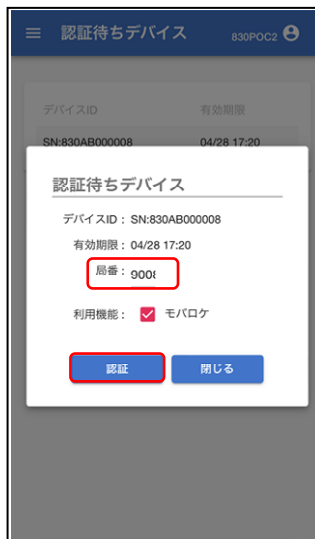 認証待ちデバイス 830POC2
デバイスID 有効期限
SN:830AB000008 04/28 17:20
認証待ちデバイス
デバイスID： SN:830AB000008
有効期限： 04/28 17:20
局番： 9008
利用機能： モバロケ
認証 閉じる